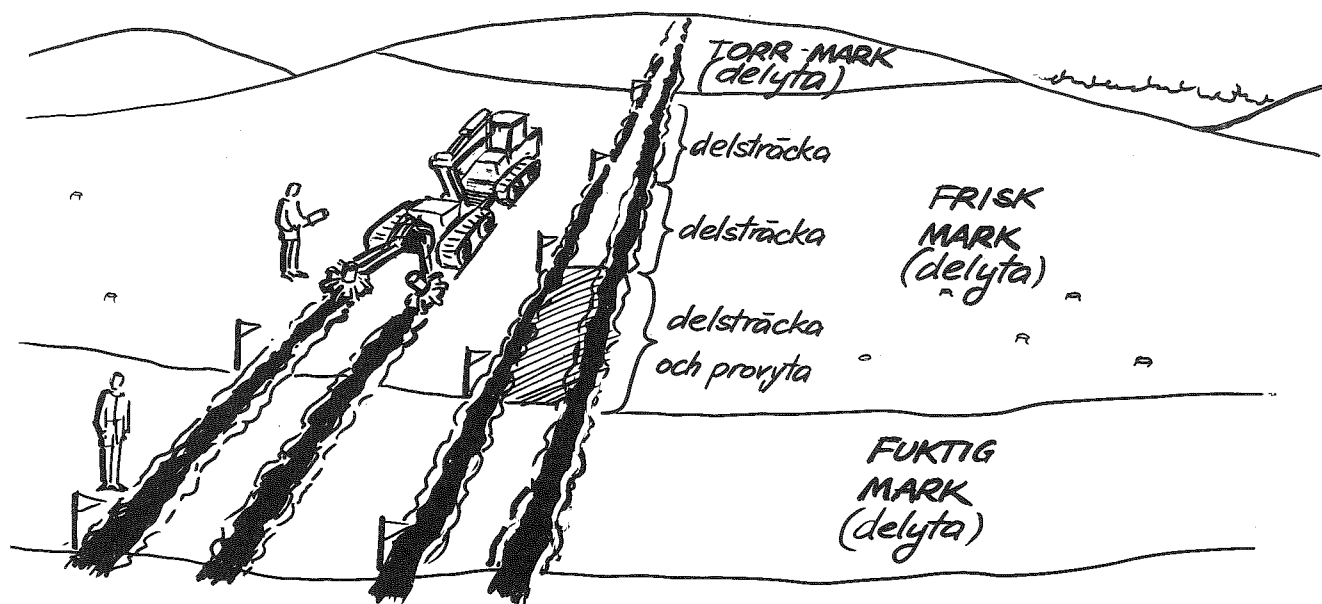 TORR-MARK
(delyta)
delsträcka
delsträcka
FRISK
MARK
(delyta)
delsträcka
och provyta
FUKTIG
MARK
(delyta)